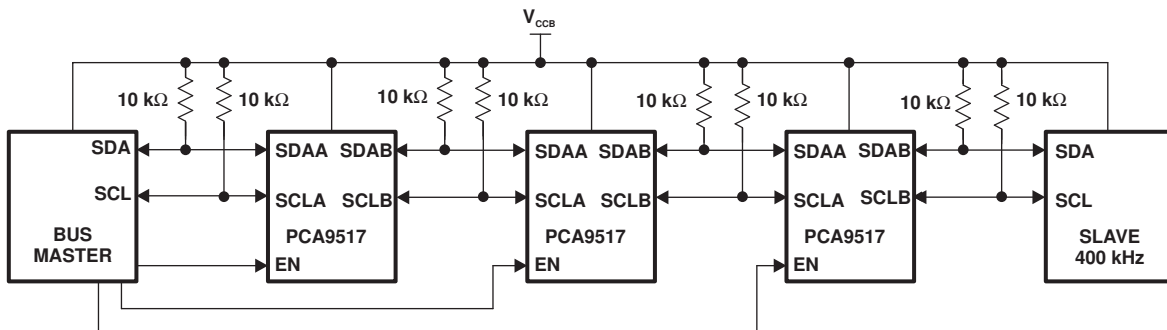 V_CCB
10 kΩ 10 kΩ 10 kΩ 10 kΩ 10 kΩ 10 kΩ 10 kΩ 10 kΩ
SDA SDAA SDAB SDAA SDAB SDAA SDAB SDA
SCL SCLA SCLB SCLA SCLB SCLA SCLB SCL
BUS MASTER
PCA9517 PCA9517 PCA9517
SLAVE
400 kHz
EN EN EN